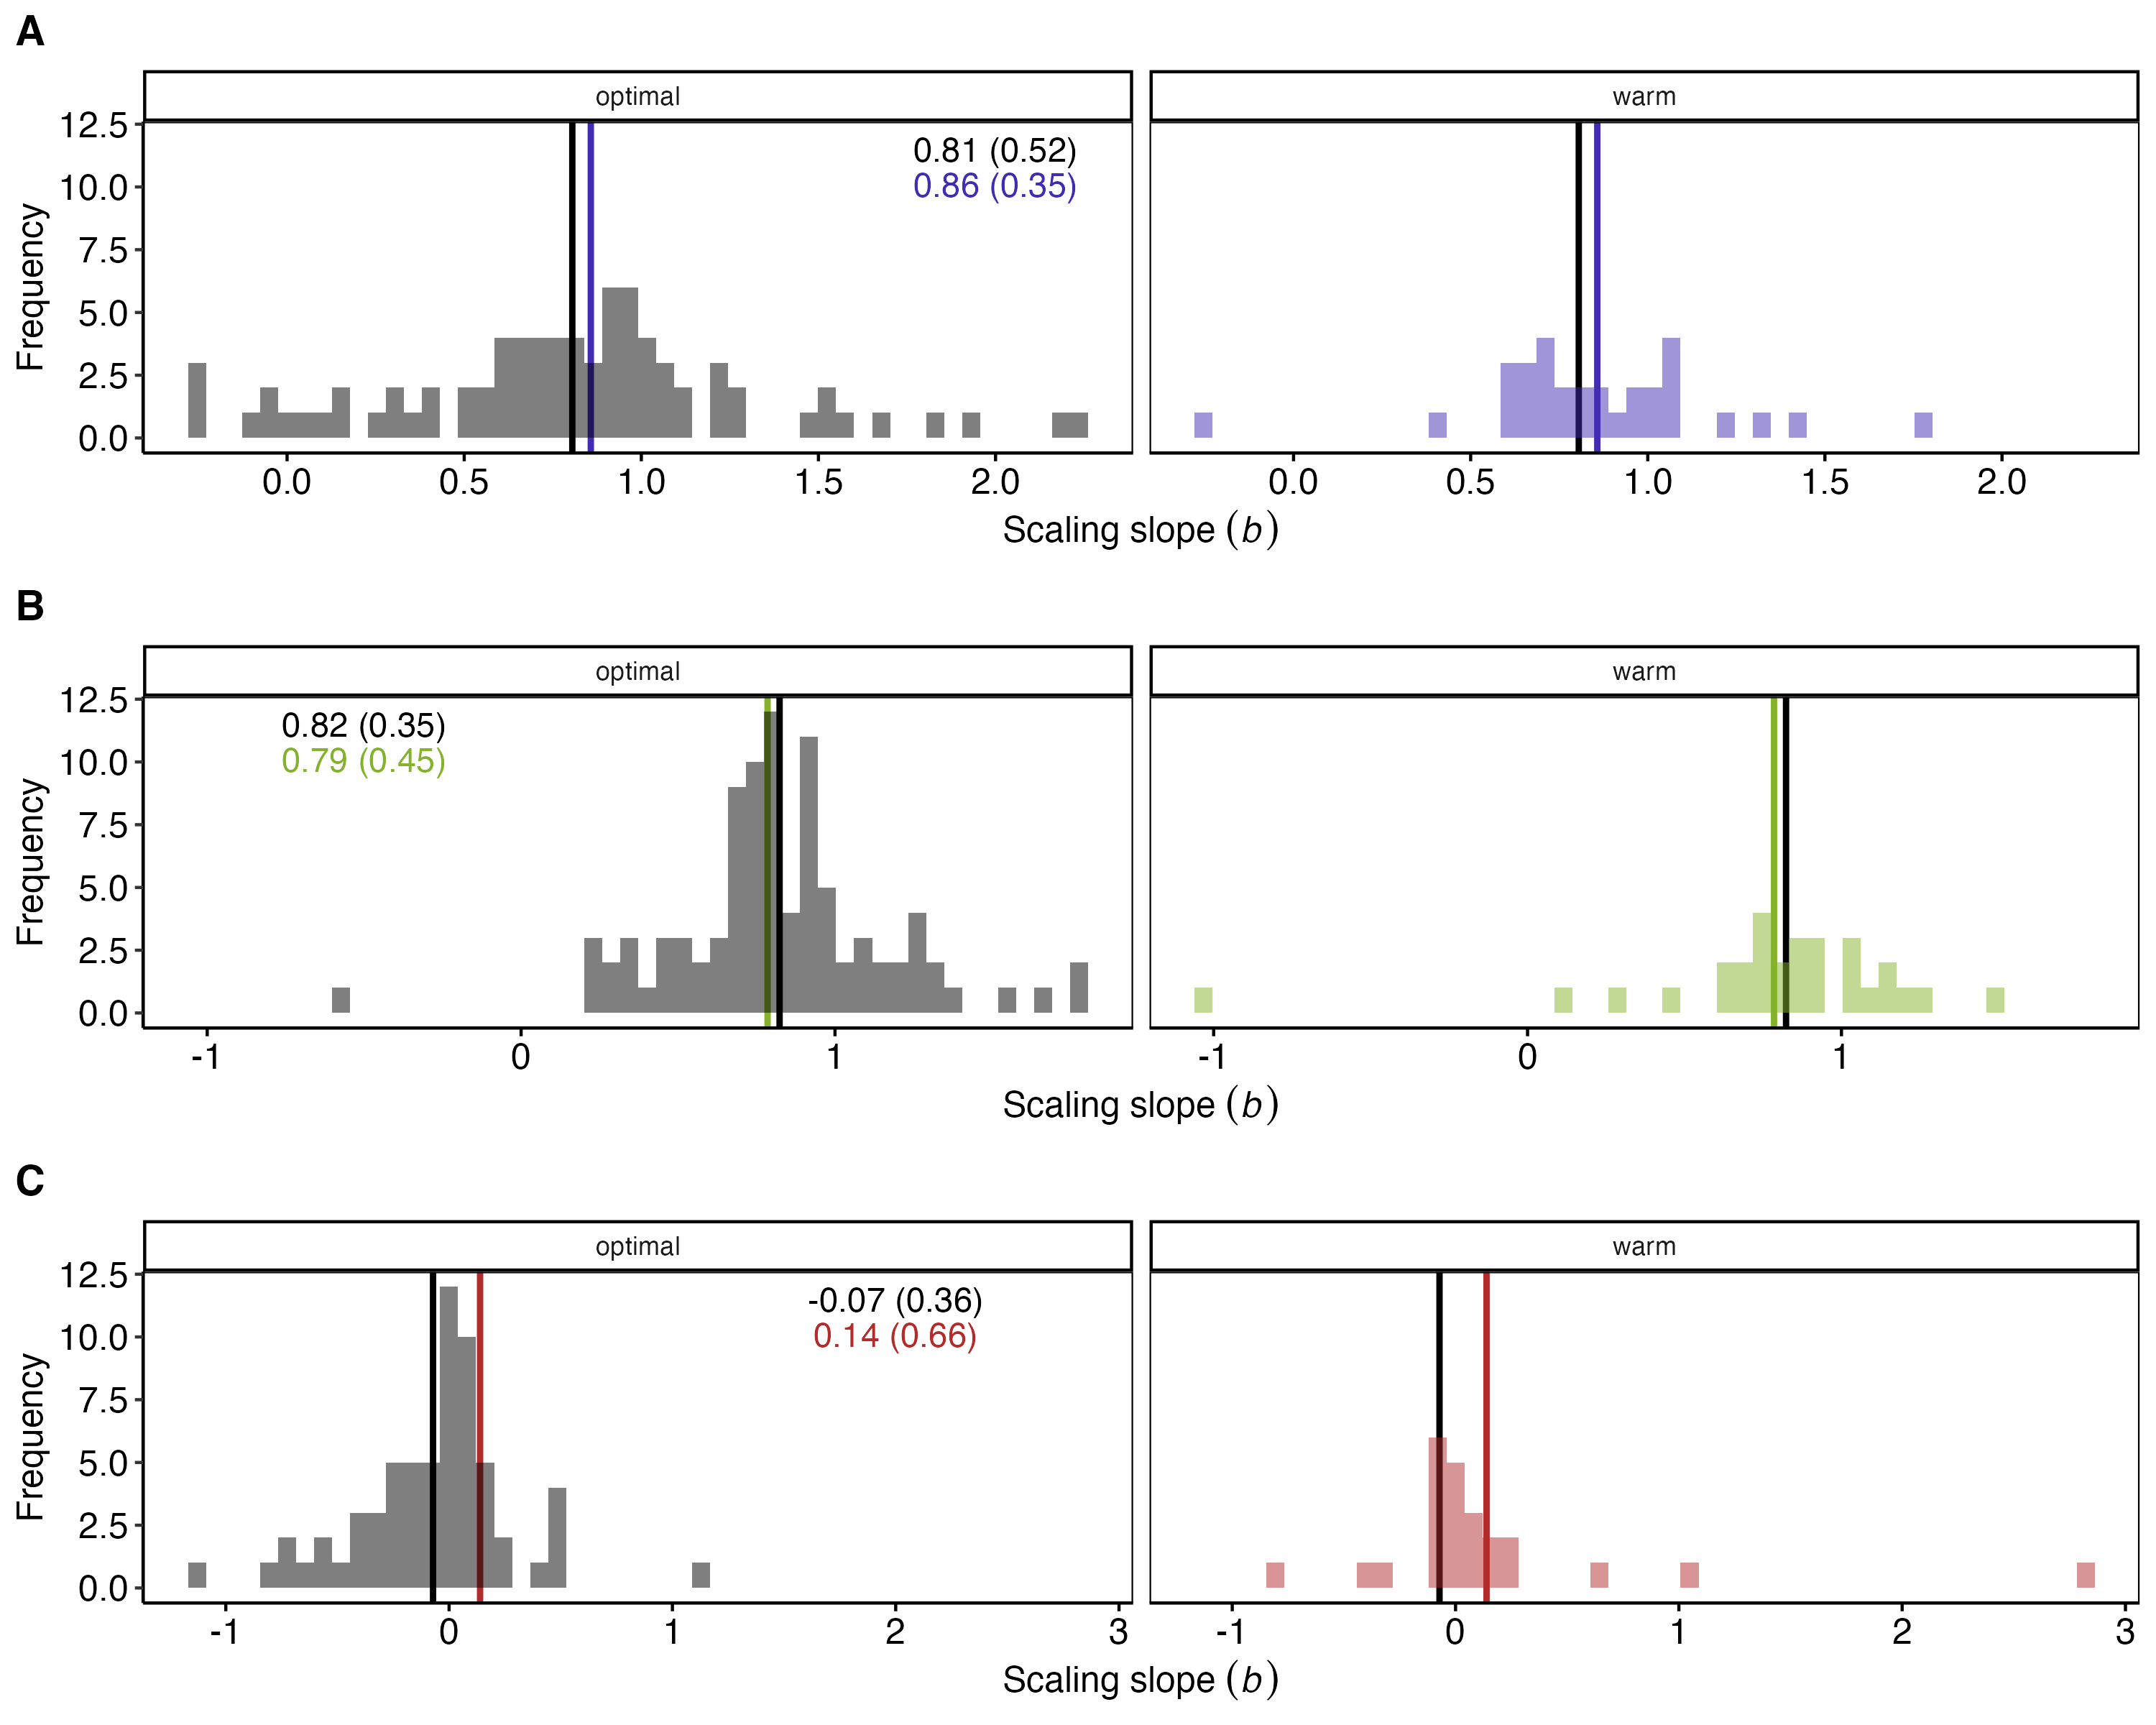 A
optimal
warm
0.81 (0.52)
0.86 (0.35)
Frequency
12.5
10.0
7.5
5.0
2.5
0.0
0.0 0.5 1.0 1.5 2.0
0.0 0.5 1.0 1.5 2.0
Scaling slope (b)
B
optimal
warm
0.82 (0.35)
0.79 (0.45)
Frequency
12.5
10.0
7.5
5.0
2.5
0.0
-1 0 1
-1 0 1
Scaling slope (b)
C
optimal
warm
-0.07 (0.36)
0.14 (0.66)
Frequency
12.5
10.0
7.5
5.0
2.5
0.0
-1 0 1 2 3
-1 0 1 2 3
Scaling slope (b)